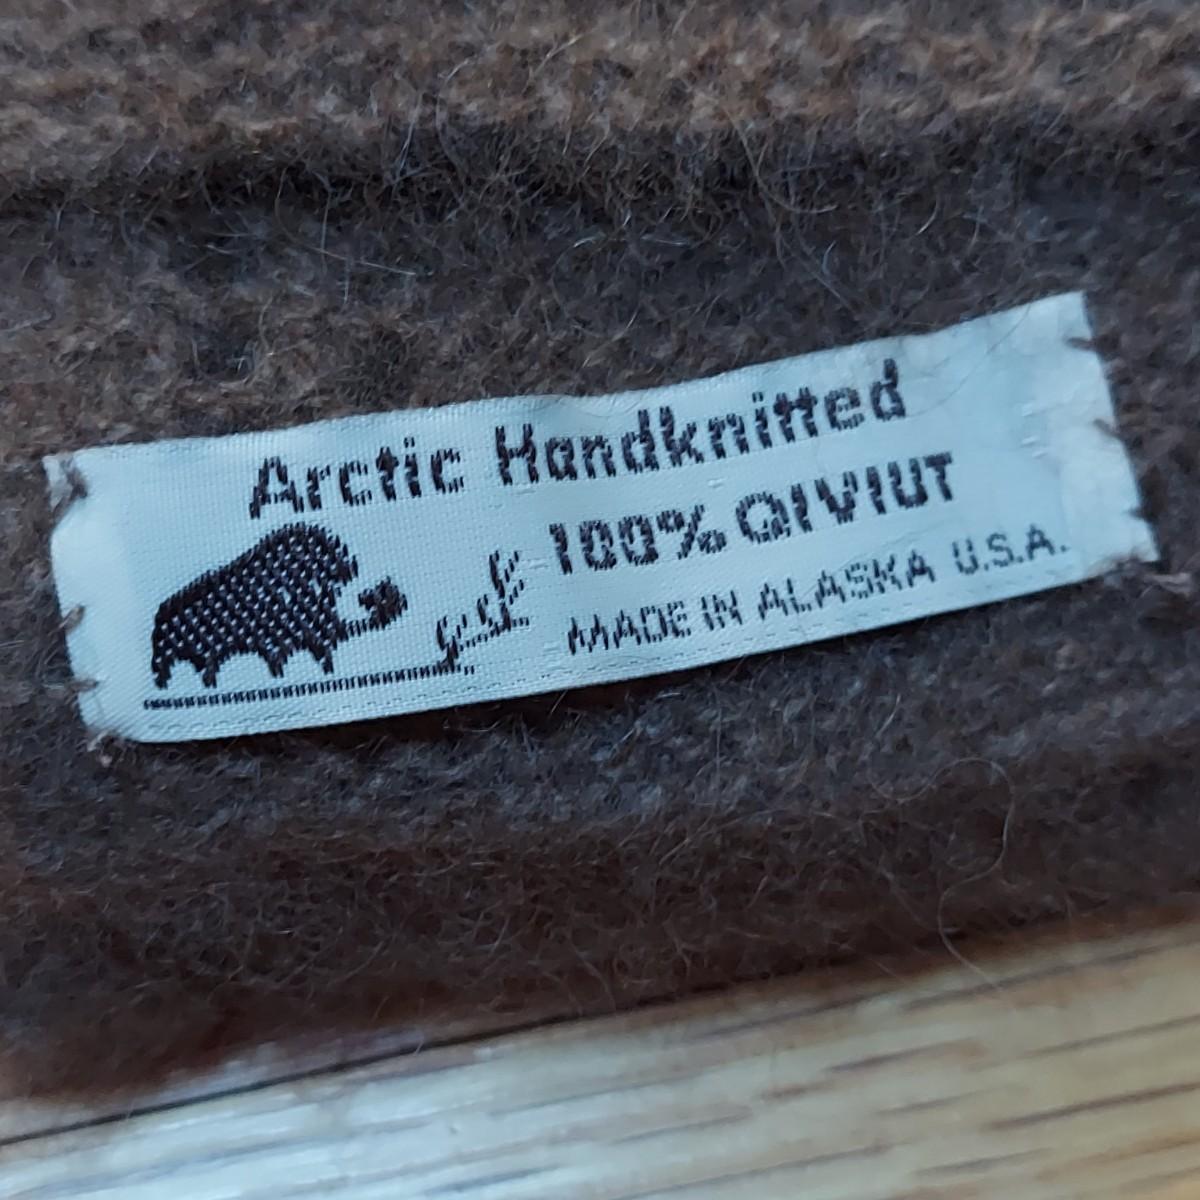 Arctic Handknitted
100% QIVIUT
MADE IN ALASKA U.S.A.